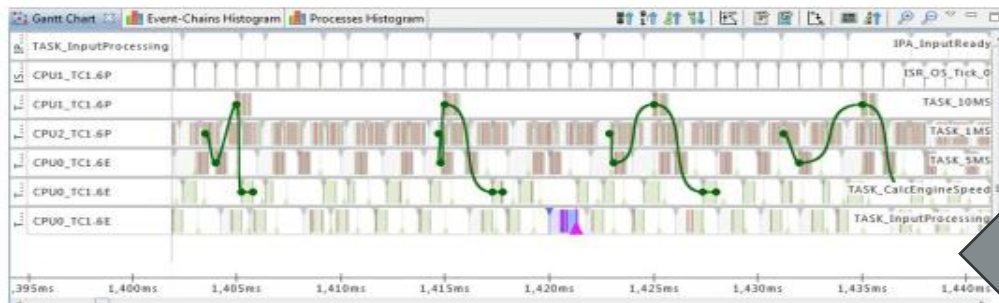 Gantt Chart Event-Chains Histogram Processes Histogram
TASK_InputProcessing IPA_InputReady
CPU1_TC1.6P ISR_OS_Tick_0
CPU1_TC1.6P TASK_10MS
CPU2_TC1.6P TASK_1MS
CPU0_TC1.6E TASK_5MS
CPU0_TC1.6E TASK_CalcEngineSpeed
CPU0_TC1.6E TASK_InputProcessing
,395ms 1,400ms 1,405ms 1,410ms 1,415ms 1,420ms 1,425ms 1,430ms 1,435ms 1,440ms